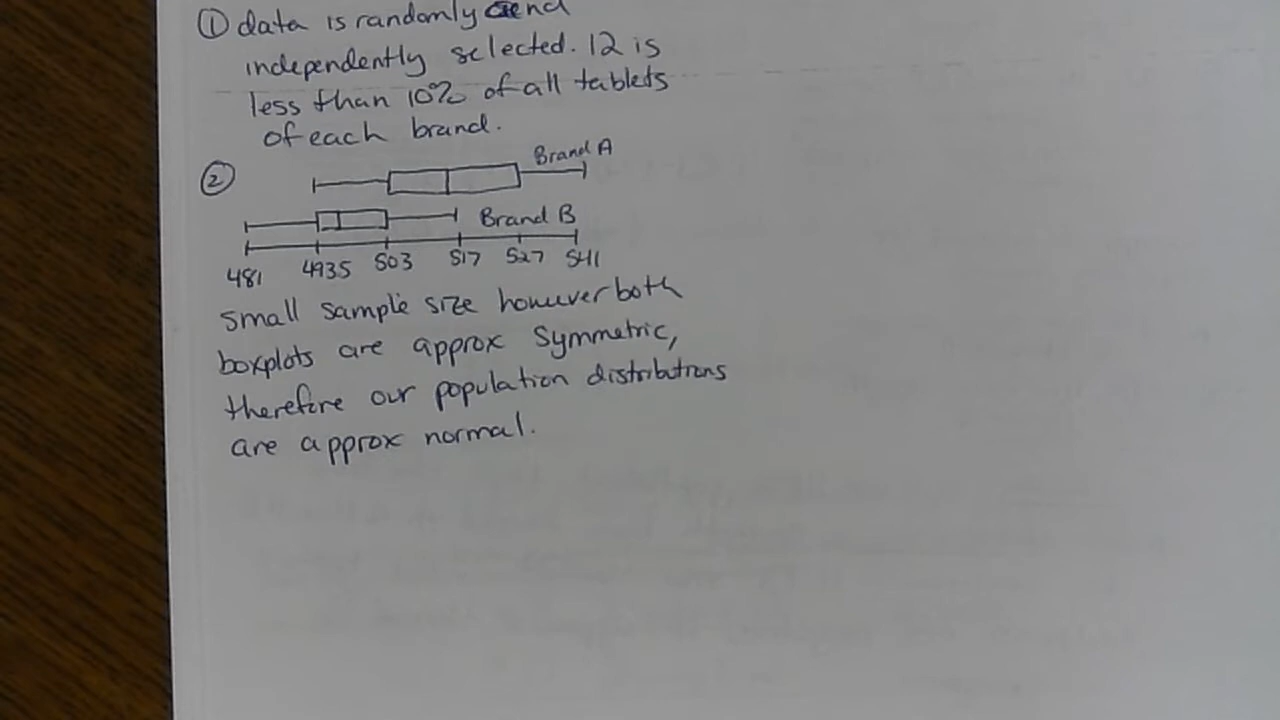 ① data is randomly and
independently selected. 12 is
less than 10% of all tablets
of each brand.
②
Brand A
Brand B
481 4935 503 517 527 541
small sample size however both
boxplots are approx symmetric,
therefore our population distributions
are approx normal.